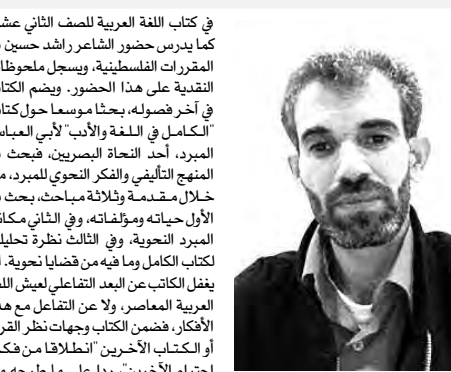 في كتاب اللغة العربية للصف الثاني عش
كما يدرس حضور الشاعر راشد حسين
المقررات الفلسطينية، ويسجل ملحوظا
النقدية على هذا الحضور. ويضم الكتا
في آخر فصوله، بحثا موسعا حول كتا
"الكامل في اللغة والأدب" لأبي العبا
المبرد، أحد النحاة البصريين، فبحث
المنهج التأليفي والفكر النحوي للمبرد، م
خلال مقدمة وثلاثة مباحث، بحث
الأول حياته ومؤلفاته، وفي الثاني مكان
المبرد النحوية، وفي الثالث نظرة تحليل
لكتاب الكامل وما فيه من قضايا نحوية.
يغفل الكاتب عن البعد التفاعلي لعيش الل
العربية المعاصر، ولا عن التفاعل مع هذ
الأفكار، فضمن الكتاب وجهات نظر القر
أو الكتاب الآخرين "انطلاقا من فك